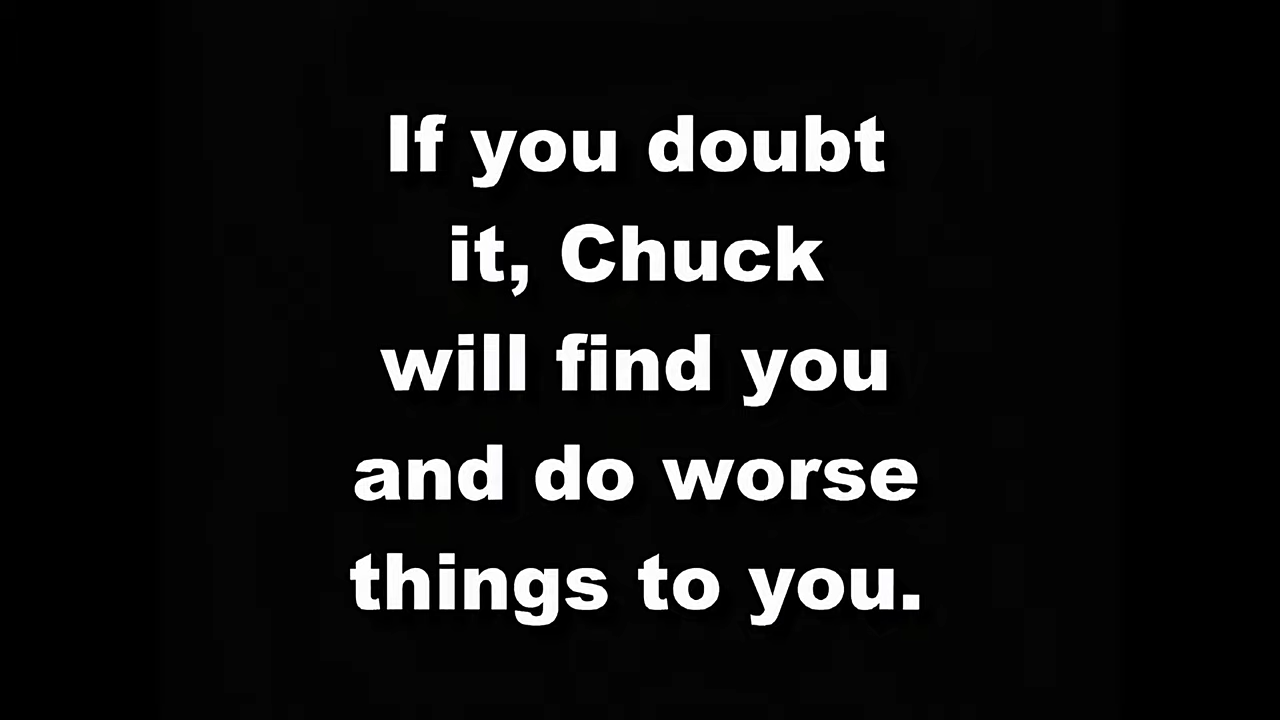 If you doubt
it, Chuck
will find you
and do worse
things to you.